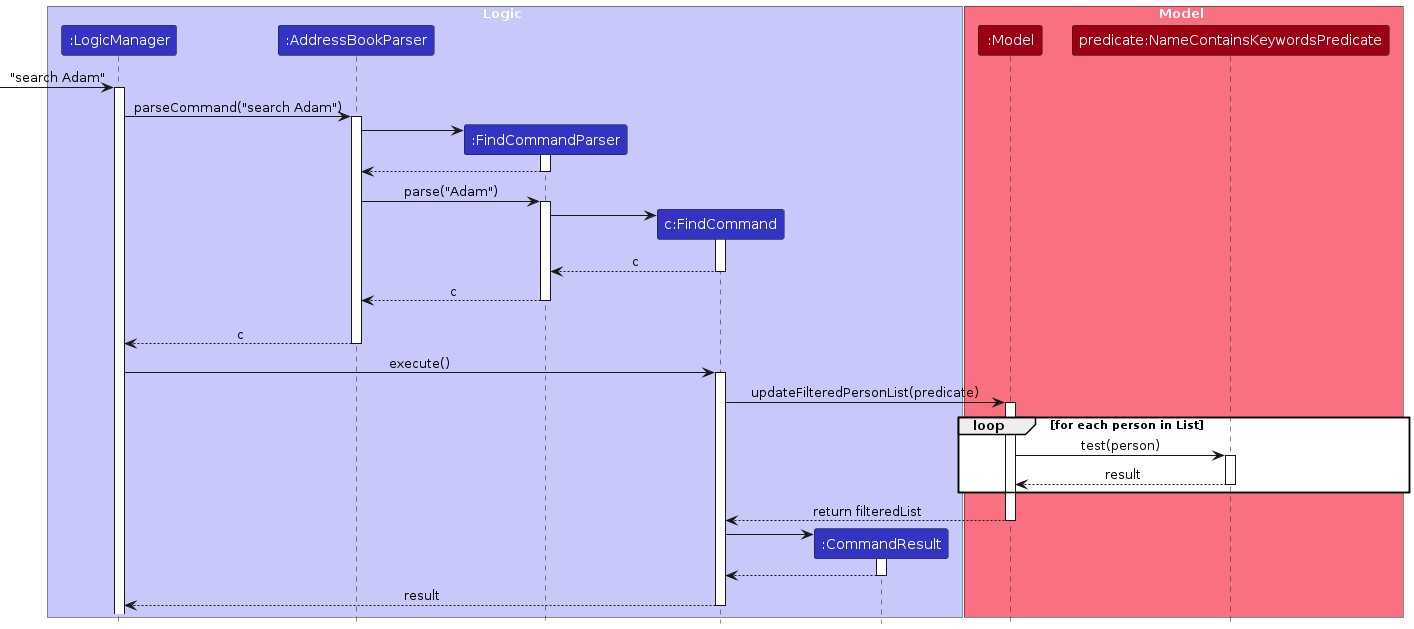 Logic
Model
:LogicManager
:AddressBookParser
:Model
predicate:NameContainsKeywordsPredicate
"search Adam"
parseCommand("search Adam")
:FindCommandParser
parse("Adam")
c:FindCommand
c
c
c
execute()
updateFilteredPersonList(predicate)
loop
[for each person in List]
test(person)
result
return filteredList
:CommandResult
result